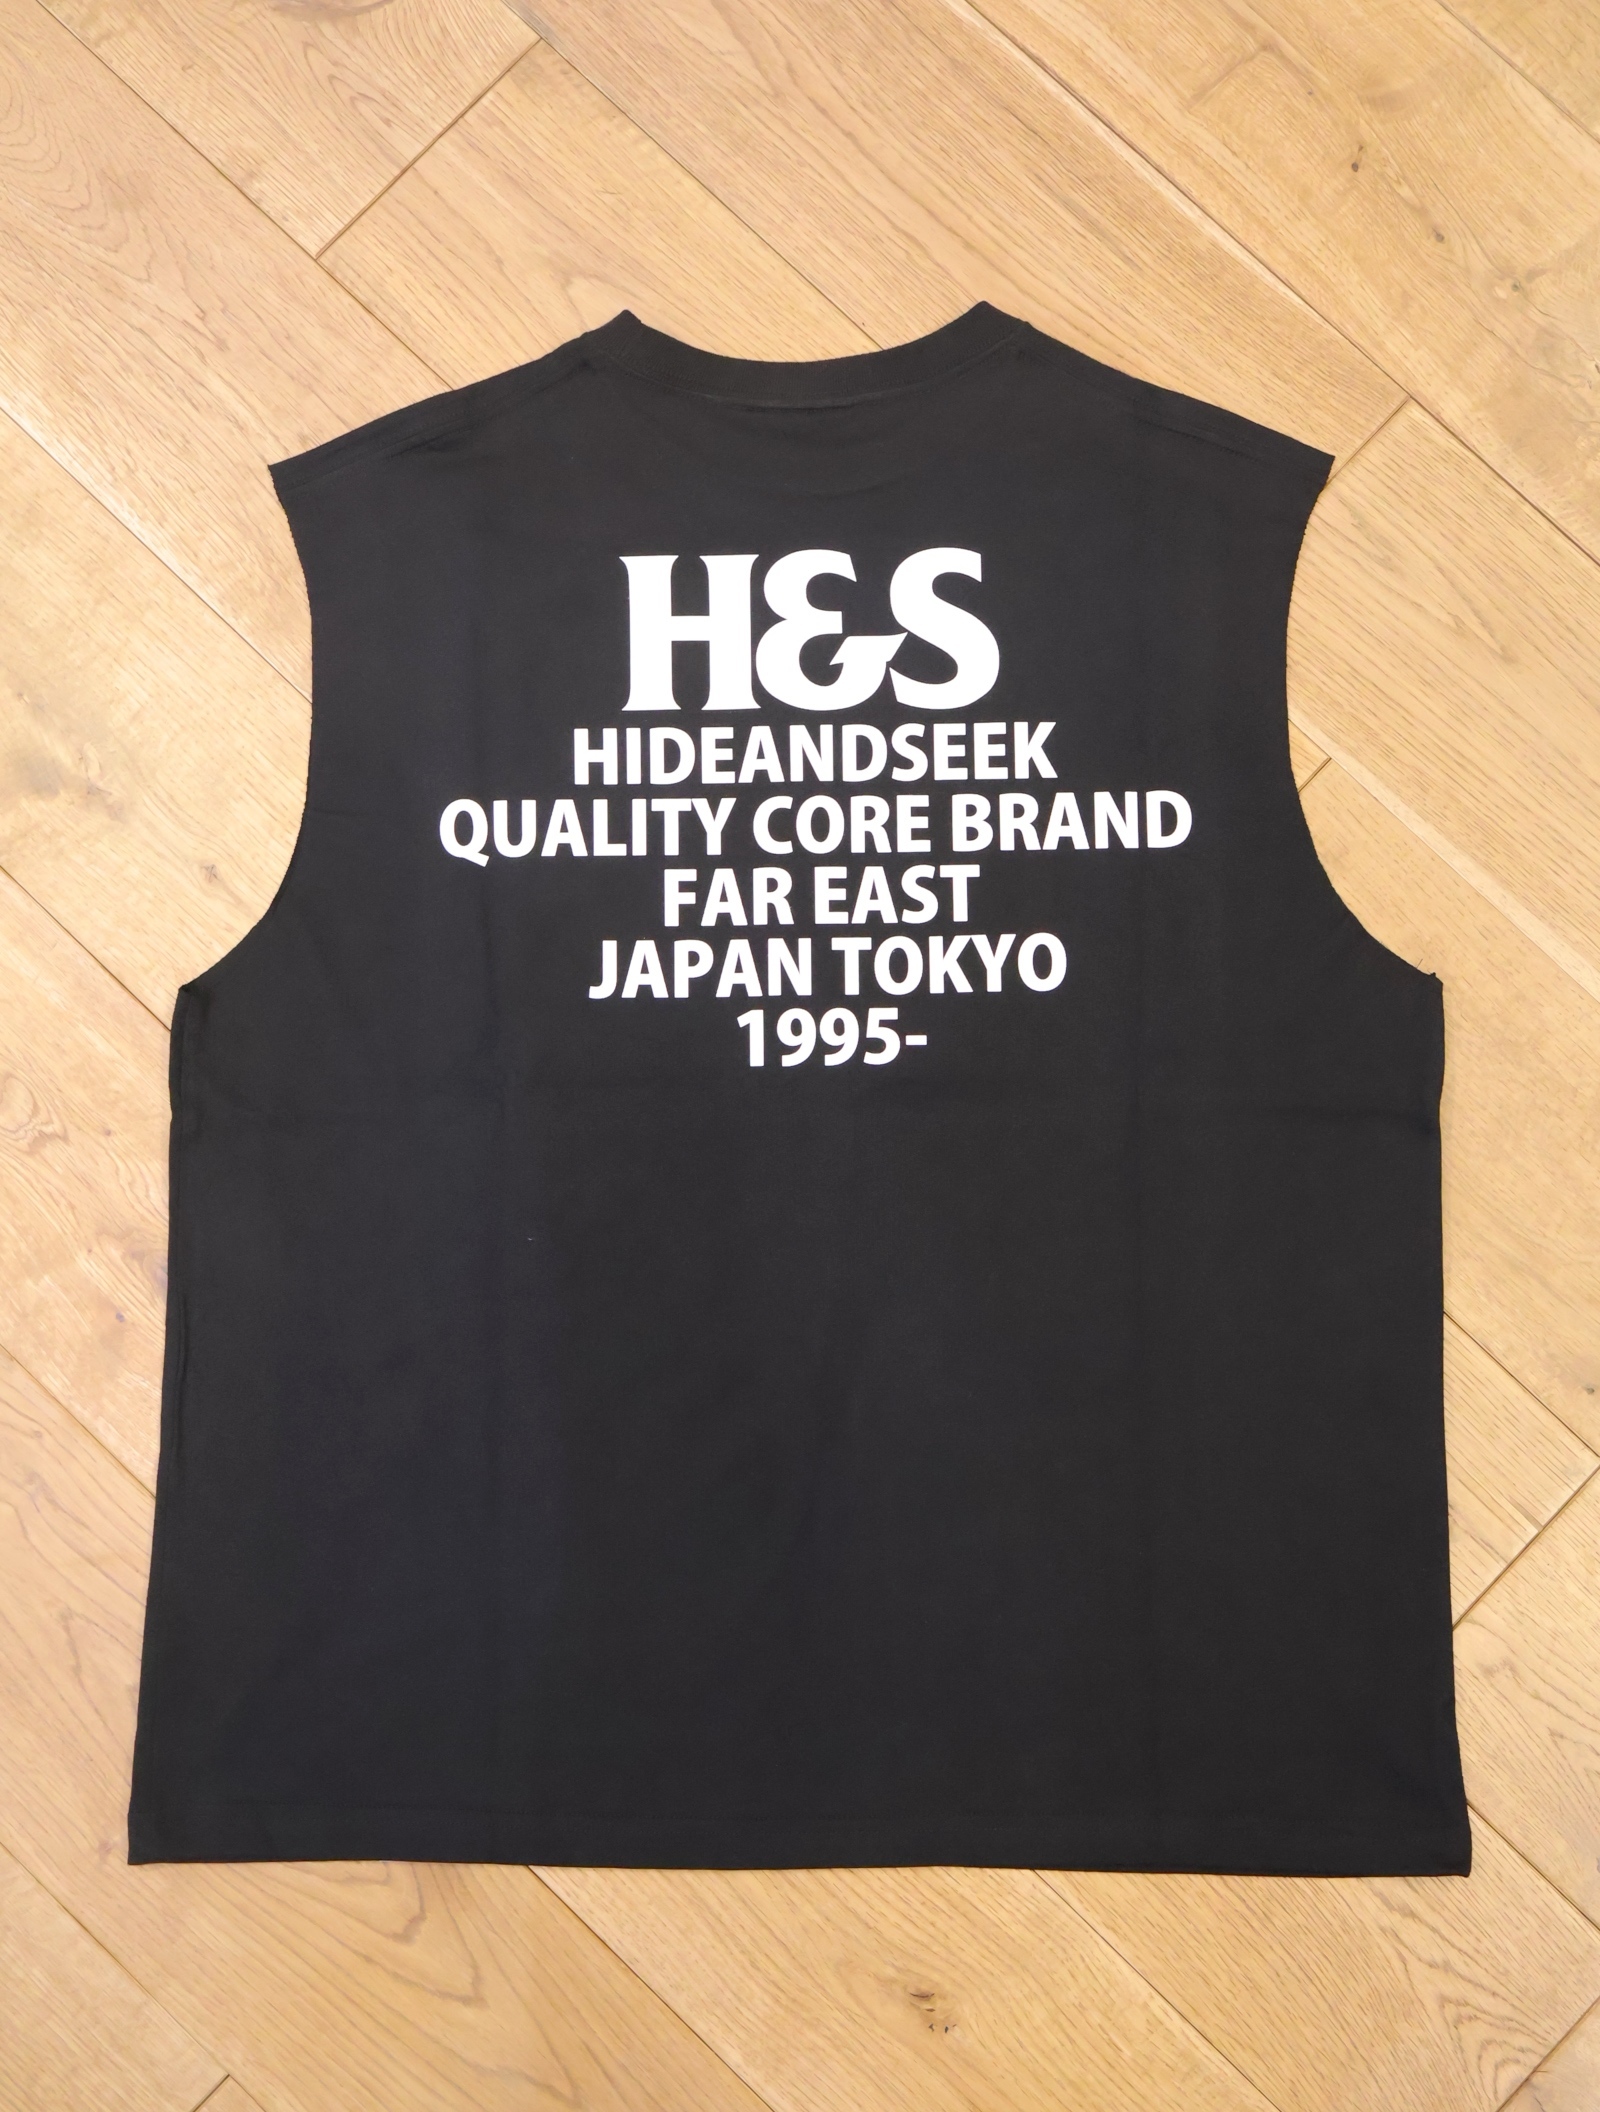 H&S
HIDEANDSEEK
QUALITY CORE BRAND
FAR EAST
JAPAN TOKYO
1995-